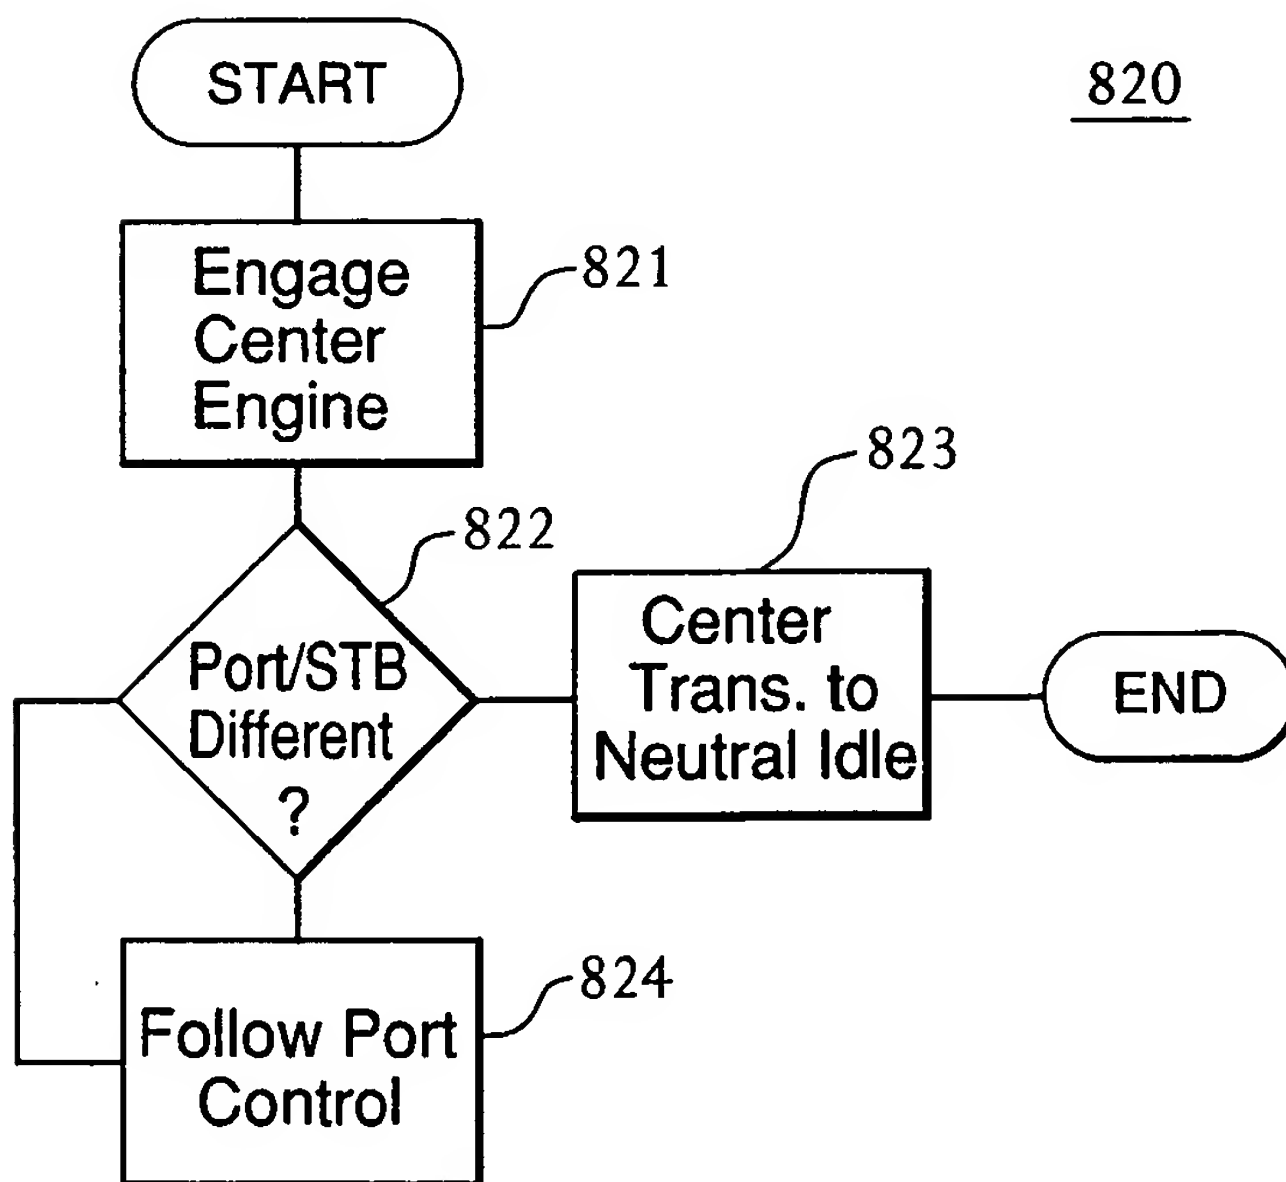 START
820
Engage
Center
Engine
821
822
Port/STB
Different
?
823
Center
Trans. to
Neutral Idle
END
824
Follow Port
Control